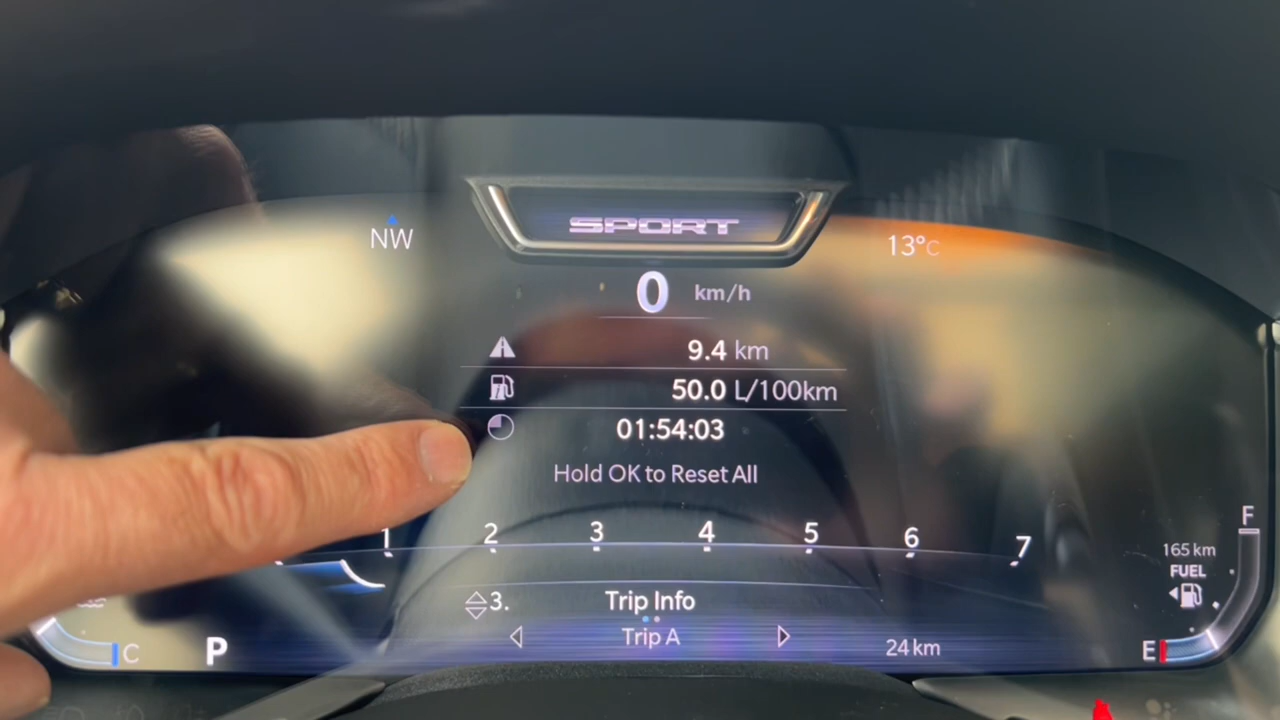 SPORT
NW
13°C
0 km/h
9.4 km
50.0 L/100km
01:54:03
Hold OK to Reset All
1 2 3 4 5 6 7
165 km
FUEL
F
3. Trip Info
Trip A
C
P
24 km
E